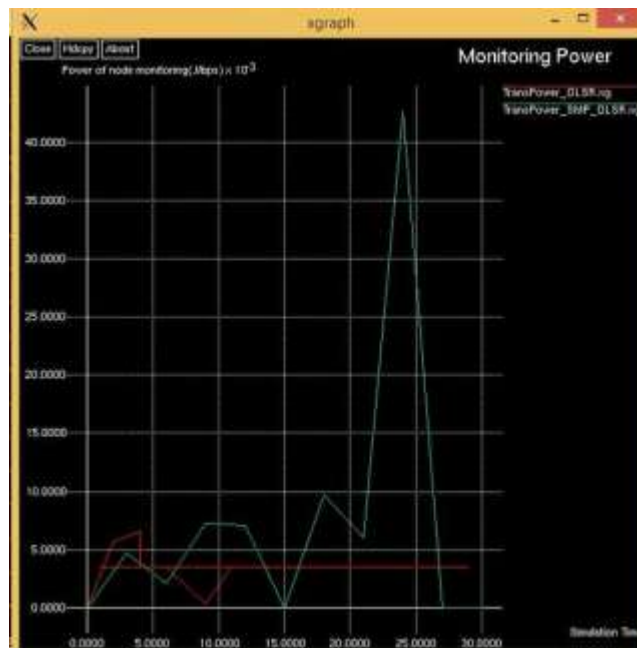 X xgraph
Close Hdcpy About
Monitoring Power
Power of node monitoring(J/bps) x 10-3
TransPower_OLSR.xg
TransPower_SMF_OLSR.xg
40.0000
35.0000
30.0000
25.0000
20.0000
15.0000
10.0000
5.0000
0.0000
0.0000 5.0000 10.0000 15.0000 20.0000 25.0000 30.0000
Simulation Time